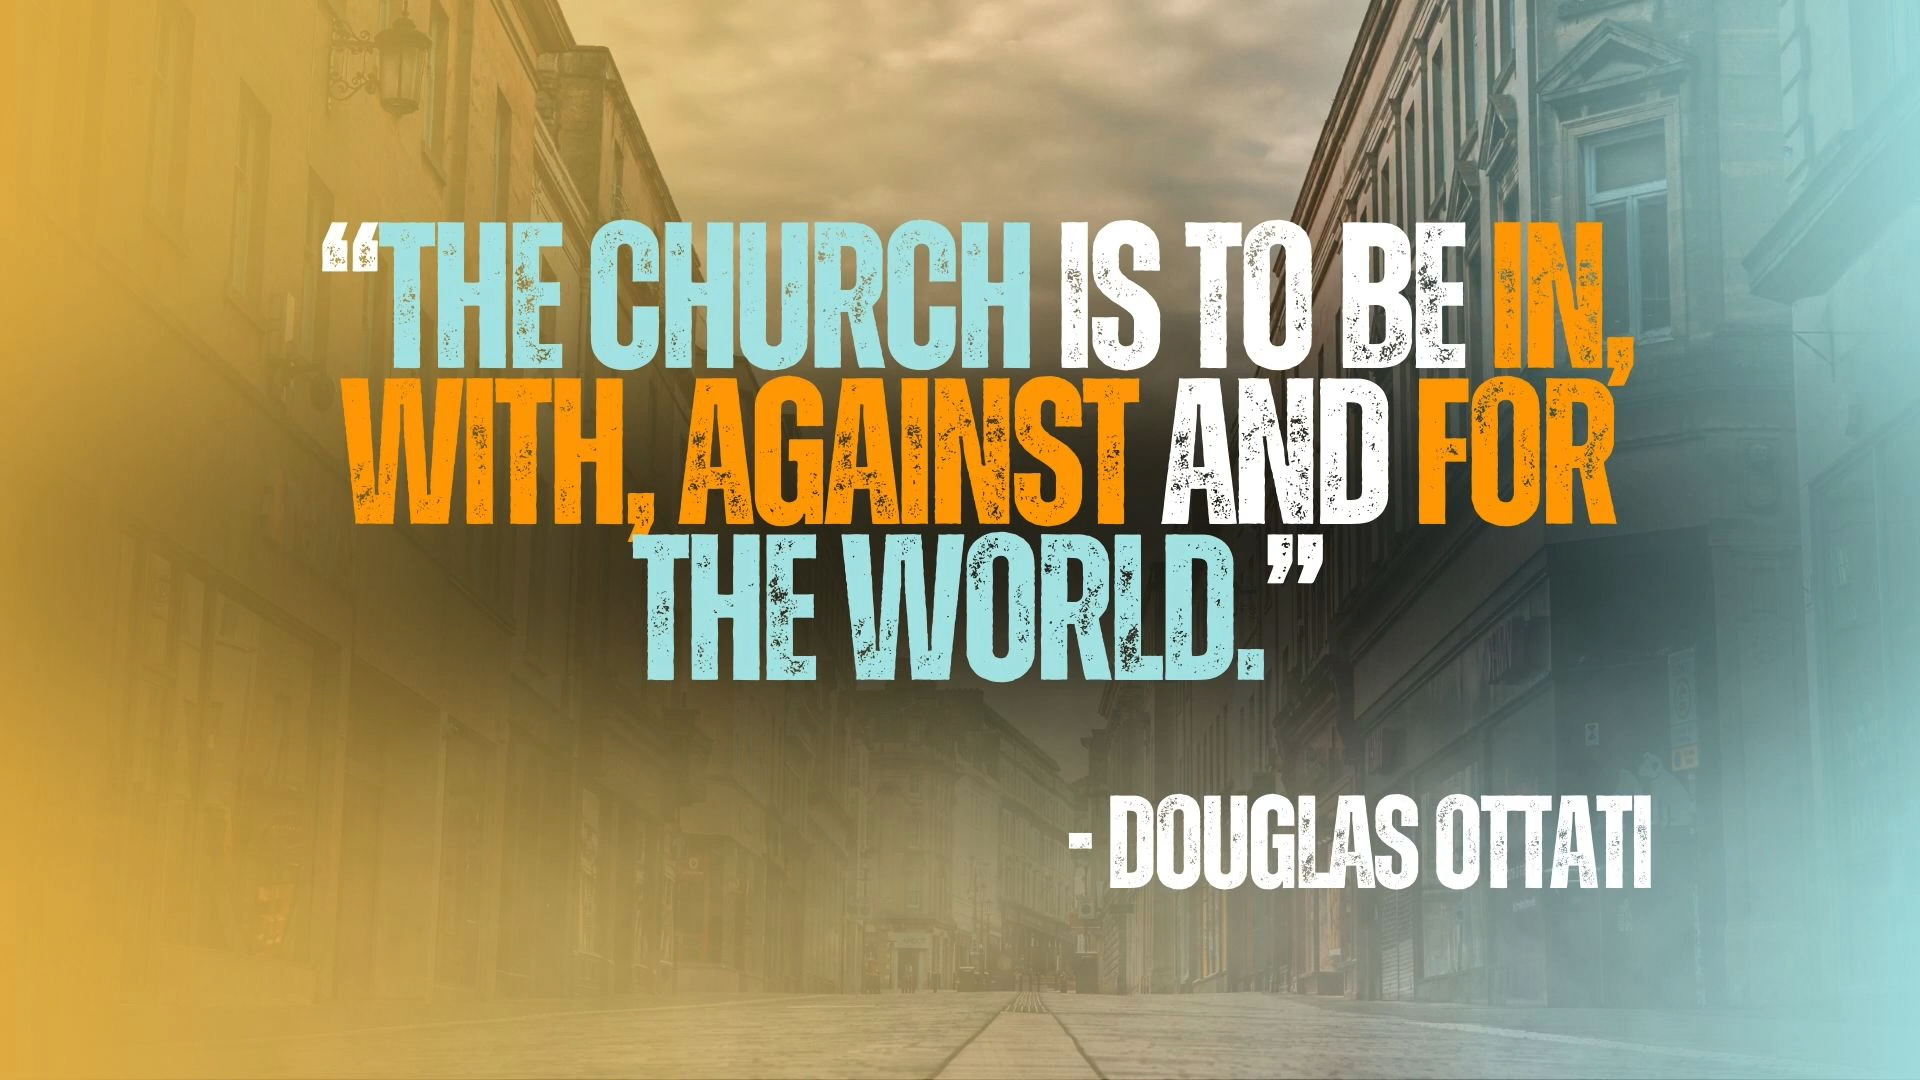 “THE CHURCH IS TO BE IN,
WITH, AGAINST AND FOR
THE WORLD.”
- DOUGLAS OTTATI